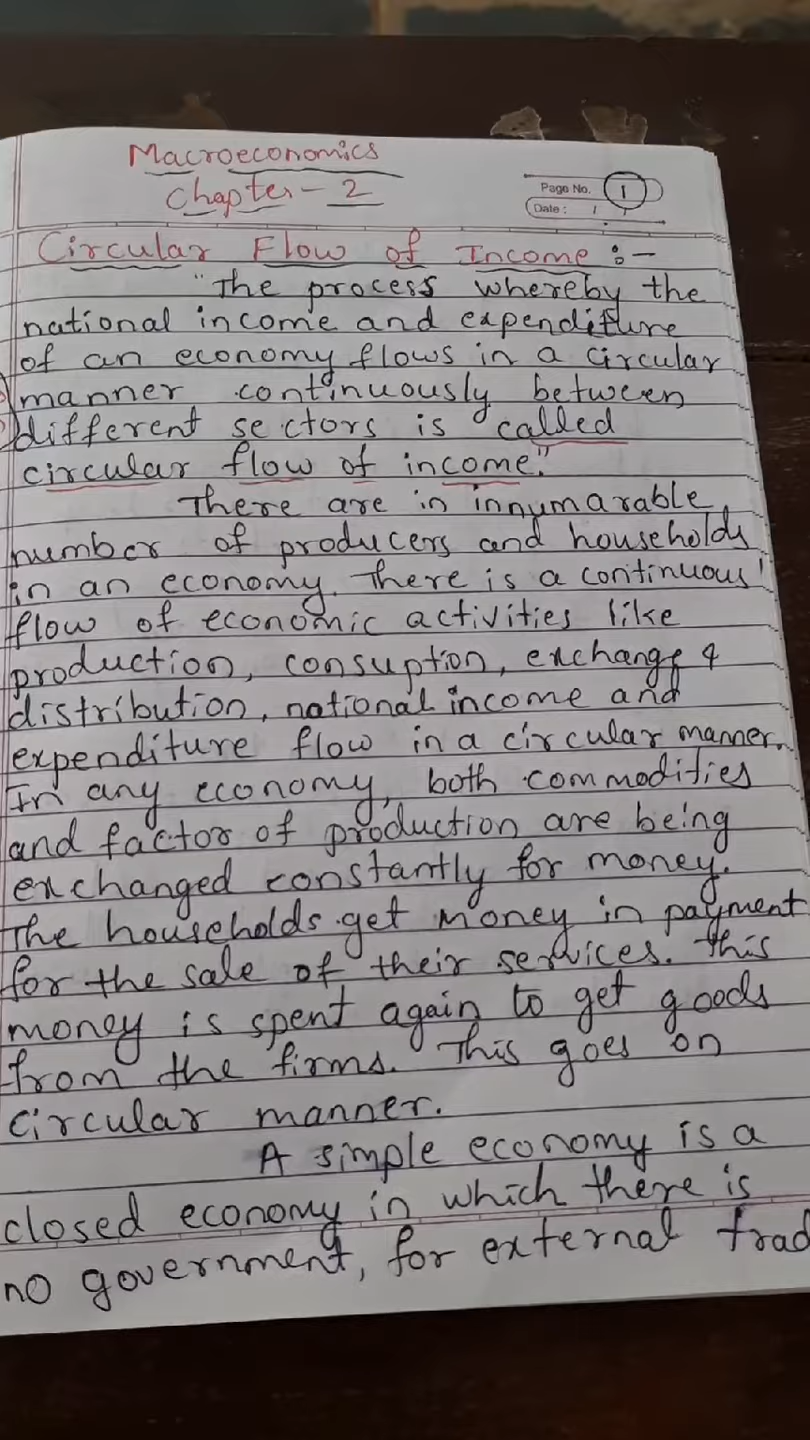 Macroeconomics
Chapter - 2
Page No. 1
Date : / /
Circular Flow of Income :-
"The process whereby the
national income and expenditure
of an economy flows in a circular
manner continuously between
different sectors is called
circular flow of income."
There are in innumarable
number of producers and households
in an economy. There is a continuous
flow of economic activities like
production, consuption, exchange &
distribution, national income and
expenditure flow in a circular manner.
In any economy, both commodities
and factor of production are being
exchanged constantly for money.
The households get money in payment
for the sale of their services. This
money is spent again to get goods
from the firms. This goes on
circular manner.
A simple economy is a
closed economy in which there is
no government, for external trad